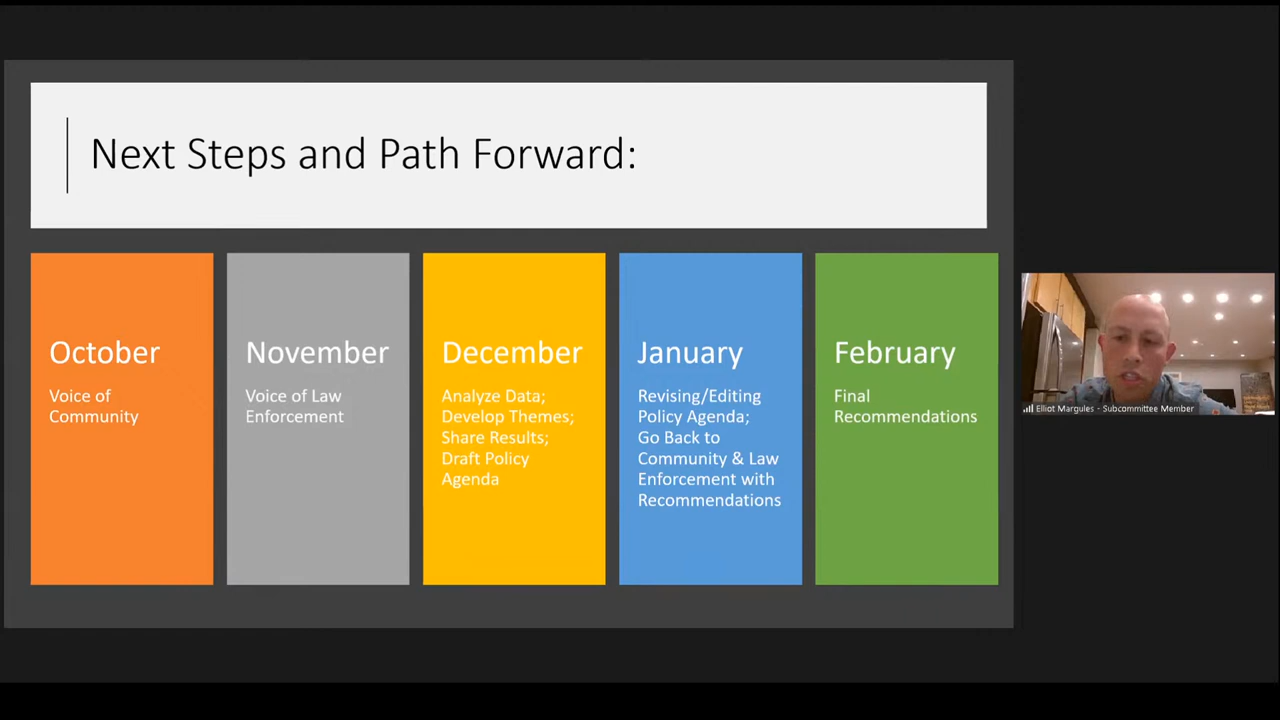 Next Steps and Path Forward:
October
Voice of
Community
November
Voice of Law
Enforcement
December
Analyze Data;
Develop Themes;
Share Results;
Draft Policy
Agenda
January
Revising/Editing
Policy Agenda;
Go Back to
Community & Law
Enforcement with
Recommendations
February
Final
Recommendations
Elliot Margules - Subcommittee Member